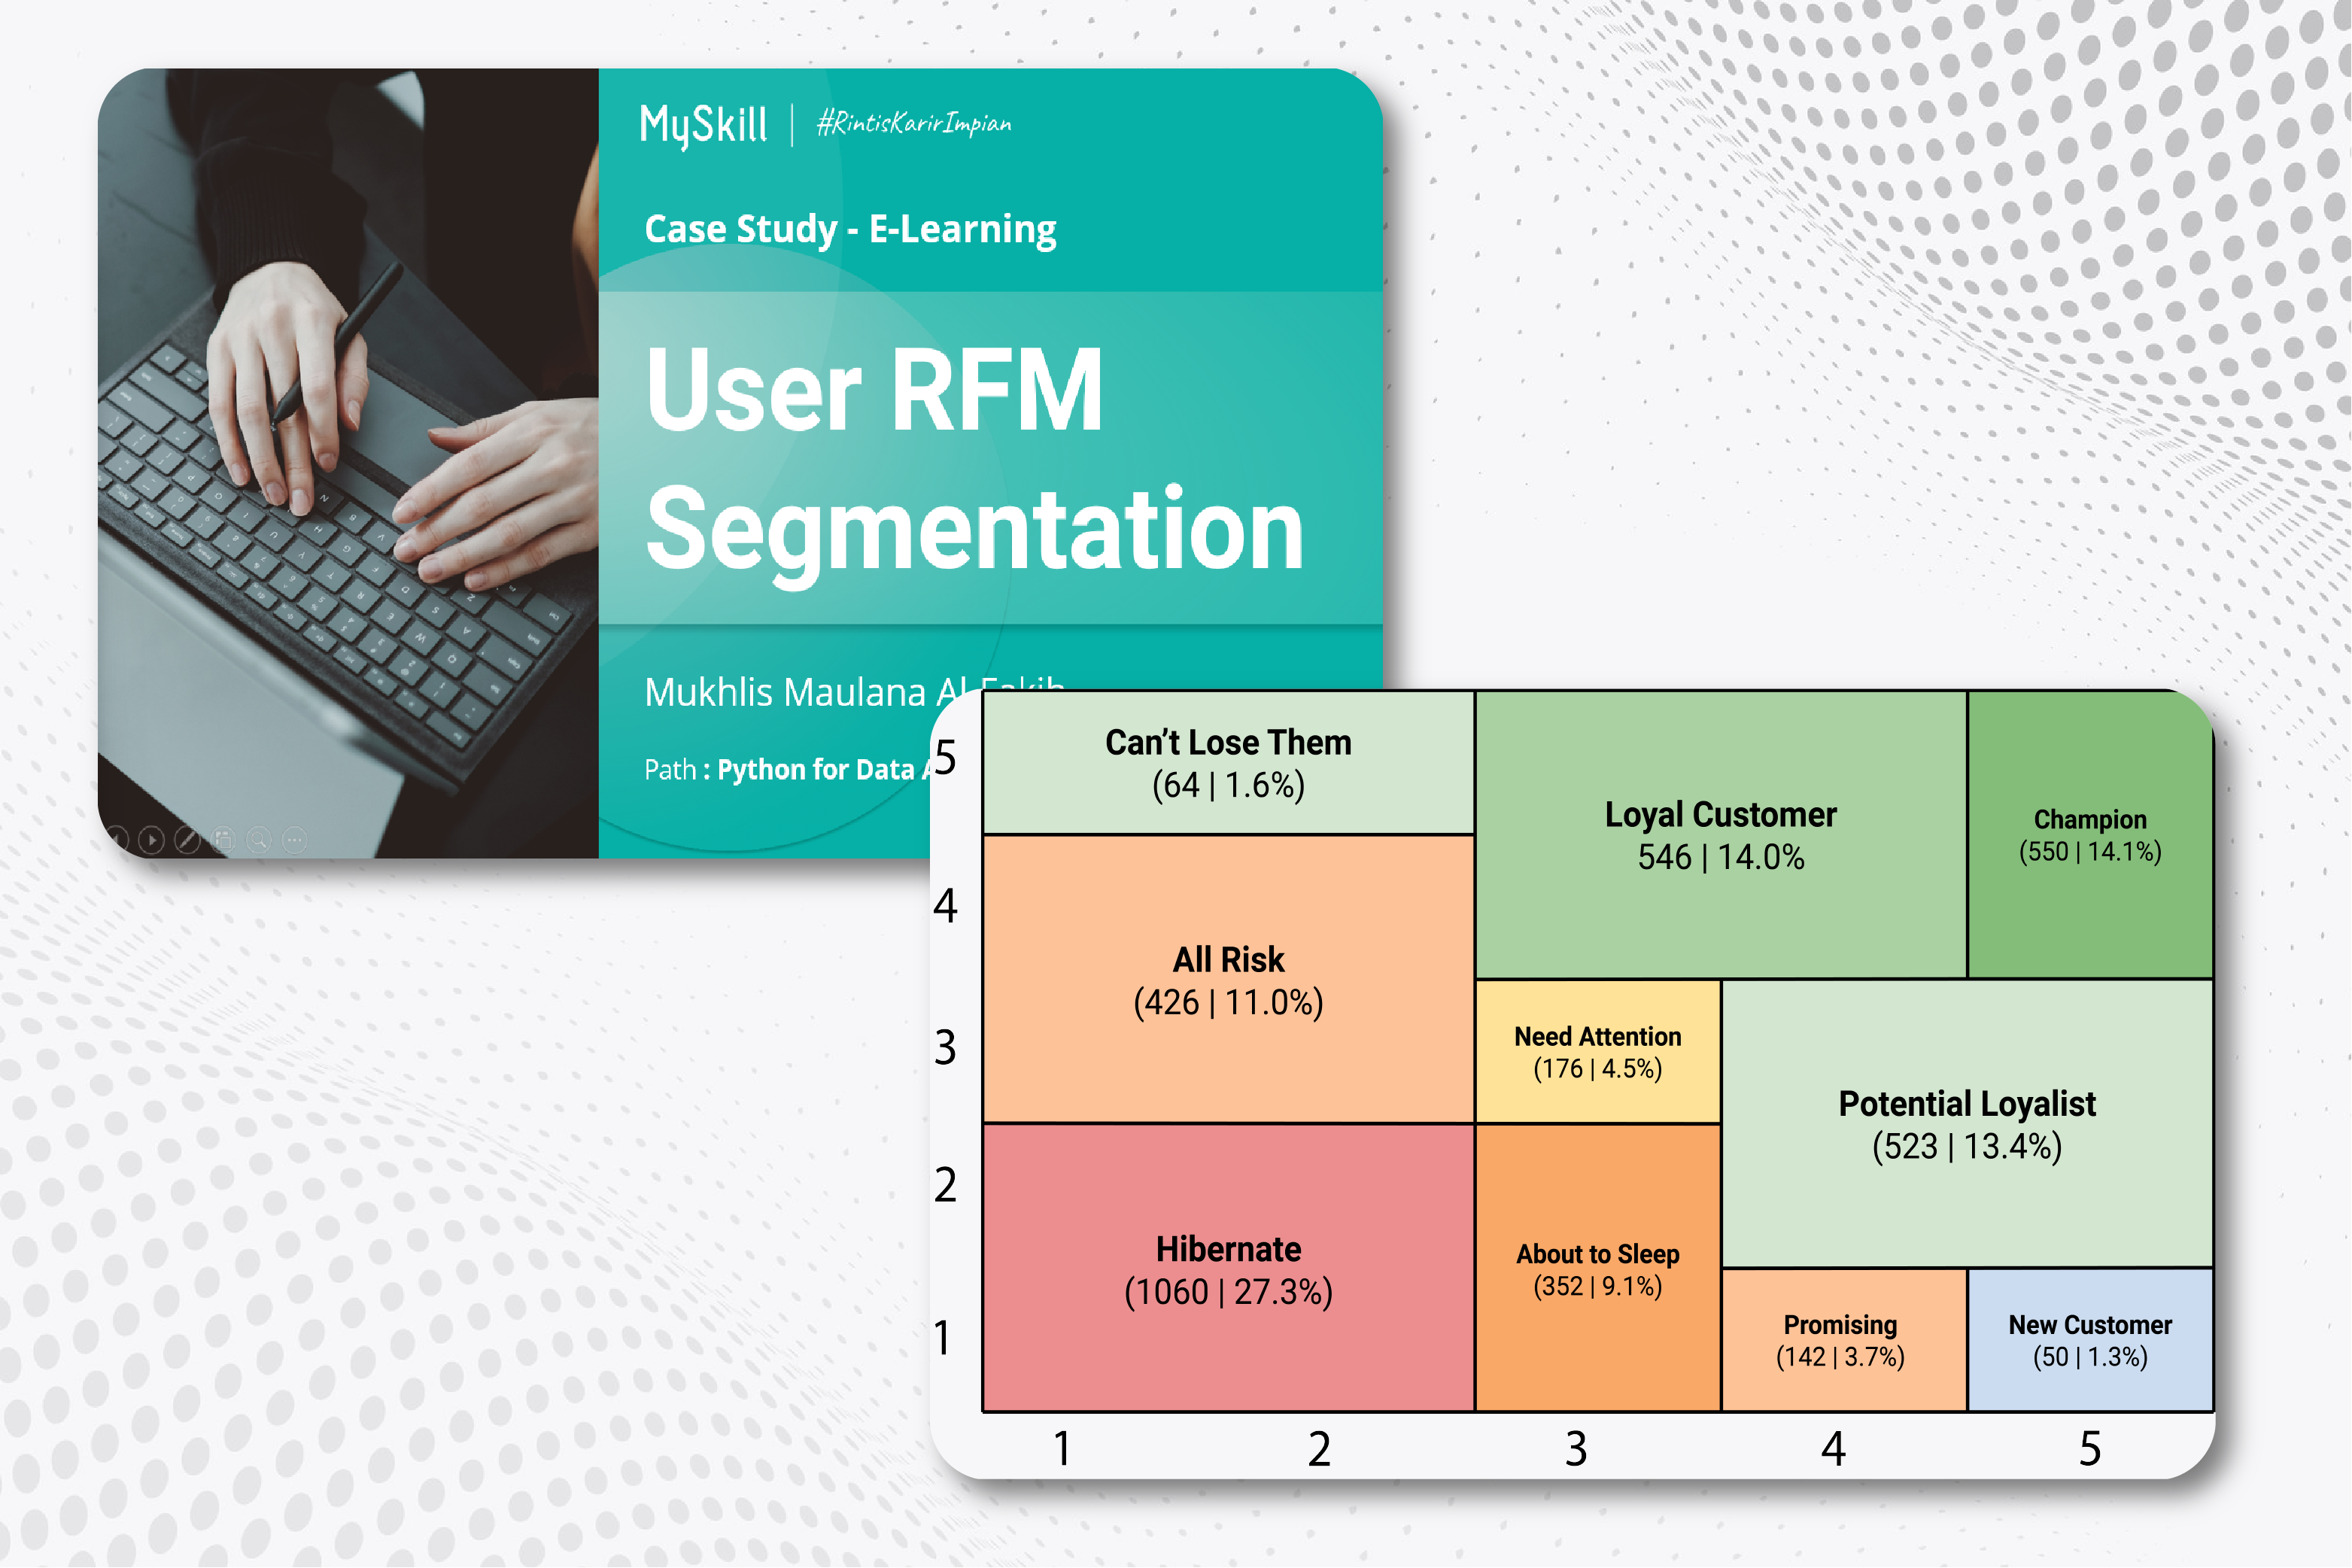 MySkill | #RintisKarirImpian
Case Study - E-Learning
User RFM
Segmentation
Mukhlis Maulana Al
Path : Python for Data
5
4
3
2
1
Can't Lose Them
(64 | 1.6%)
Loyal Customer
546 | 14.0%
Champion
(550 | 14.1%)
All Risk
(426 | 11.0%)
Need Attention
(176 | 4.5%)
Potential Loyalist
(523 | 13.4%)
Hibernate
(1060 | 27.3%)
About to Sleep
(352 | 9.1%)
Promising
(142 | 3.7%)
New Customer
(50 | 1.3%)
1 2 3 4 5